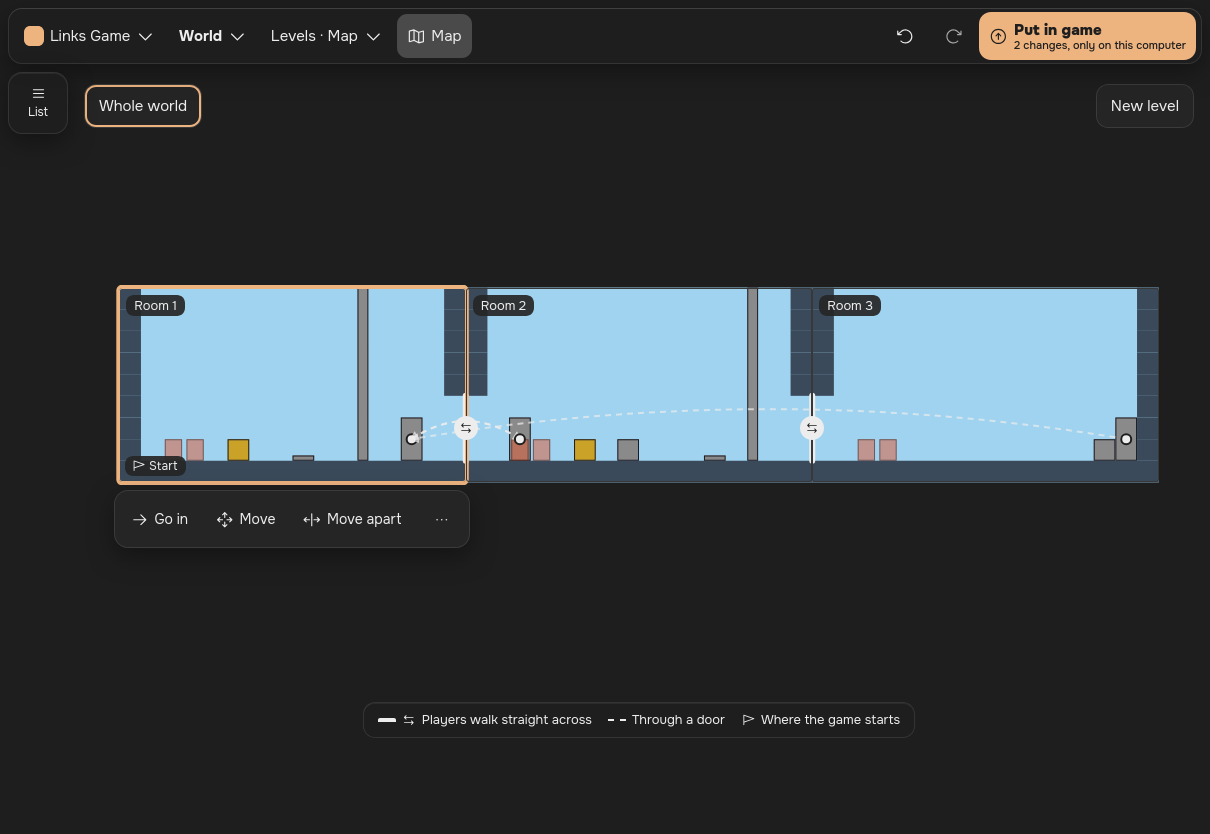 Links Game
World
Levels · Map
Map
Put in game
2 changes, only on this computer
List
Whole world
New level
Room 1
Room 2
Room 3
Start
Go in
Move
Move apart
···
Players walk straight across
Through a door
Where the game starts